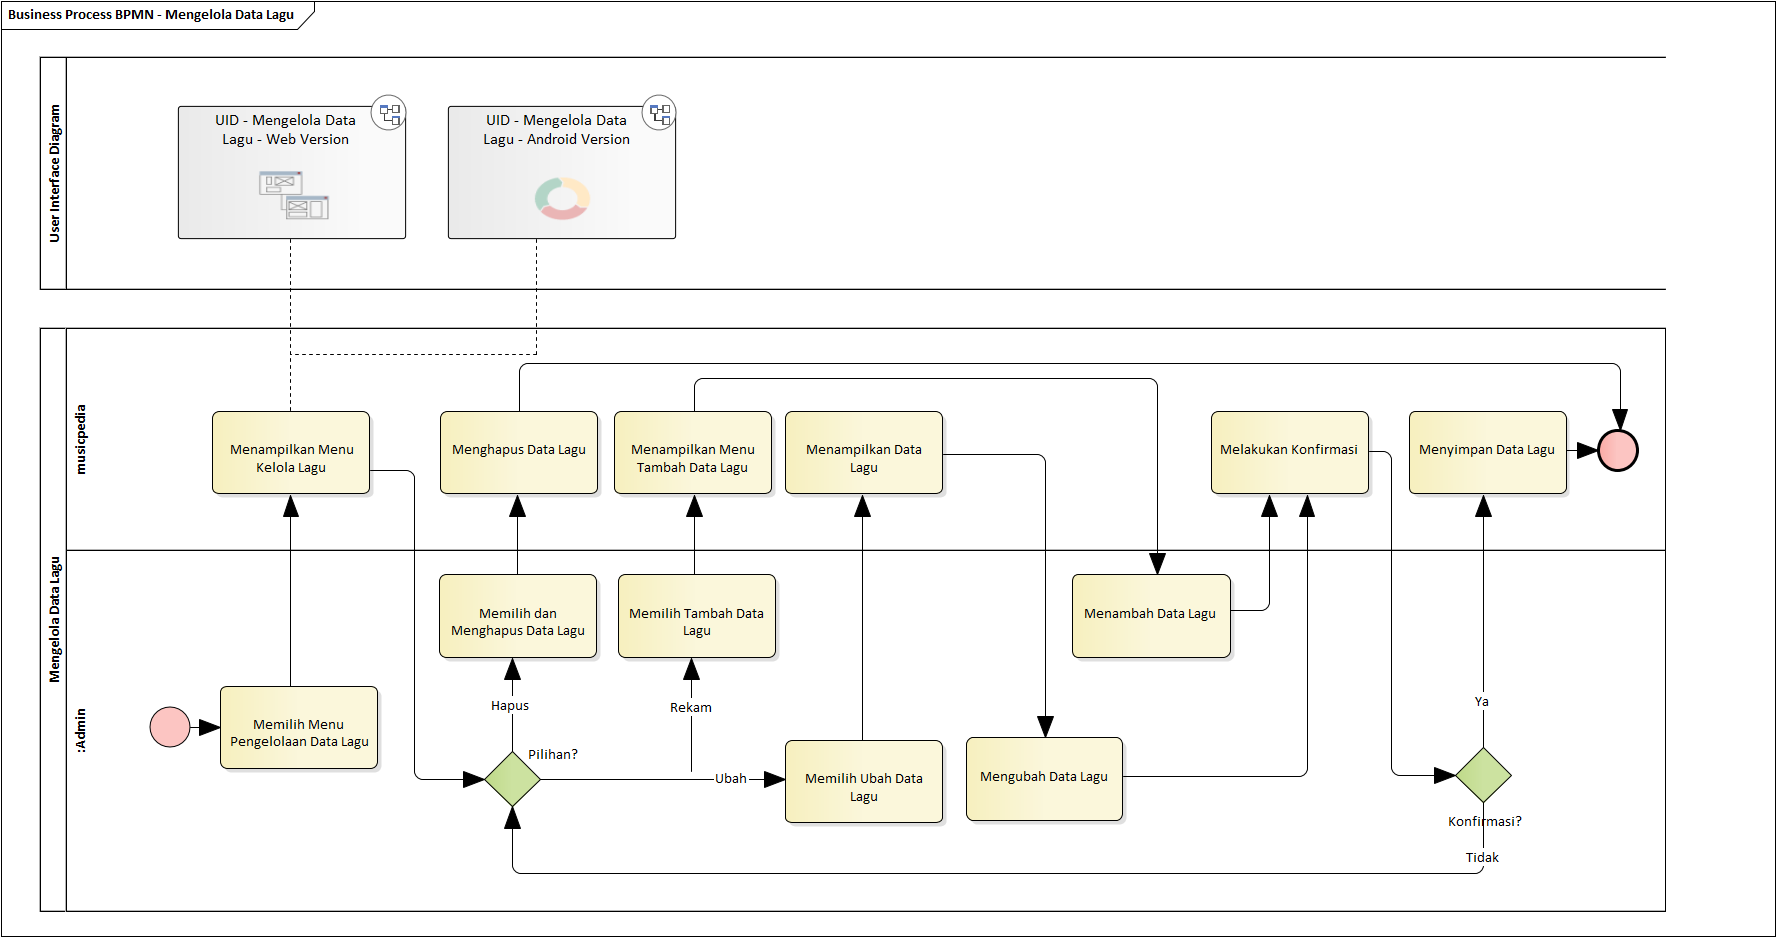 Business Process BPMN - Mengelola Data Lagu
User Interface Diagram
UID - Mengelola Data
Lagu - Web Version
UID - Mengelola Data
Lagu - Android Version
Mengelola Data Lagu
musicpedia
Menampilkan Menu
Kelola Lagu
Menghapus Data Lagu
Menampilkan Menu
Tambah Data Lagu
Menampilkan Data
Lagu
Melakukan Konfirmasi
Menyimpan Data Lagu
:Admin
Memilih Menu
Pengelolaan Data Lagu
Memilih dan
Menghapus Data Lagu
Memilih Tambah Data
Lagu
Menambah Data Lagu
Hapus
Rekam
Pilihan?
Ubah
Memilih Ubah Data
Lagu
Mengubah Data Lagu
Ya
Konfirmasi?
Tidak